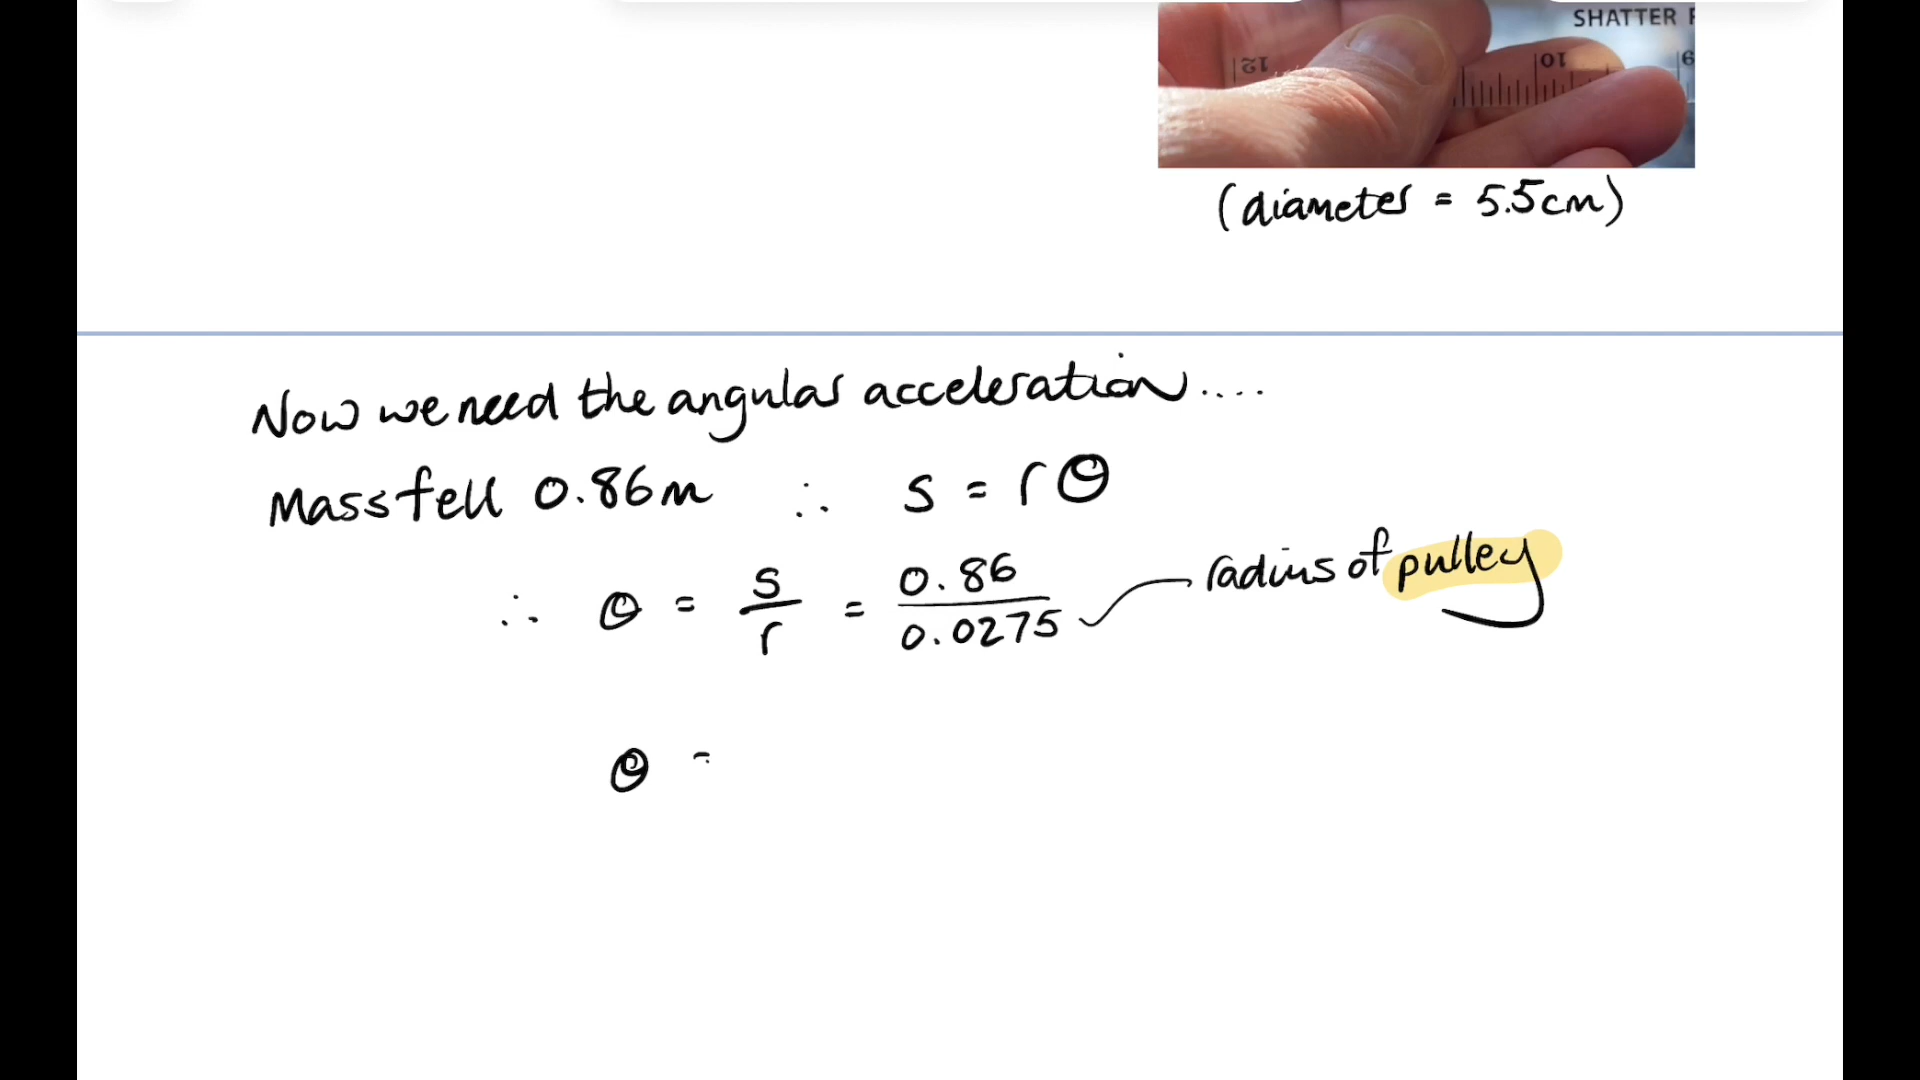 SHATTER
12 10 9
(diameter = 5.5cm)
Now we need the angular acceleration....
Mass fell 0.86m ∴ s = rθ
∴ θ = s/r = 0.86/0.0275 radius of pulley
θ =